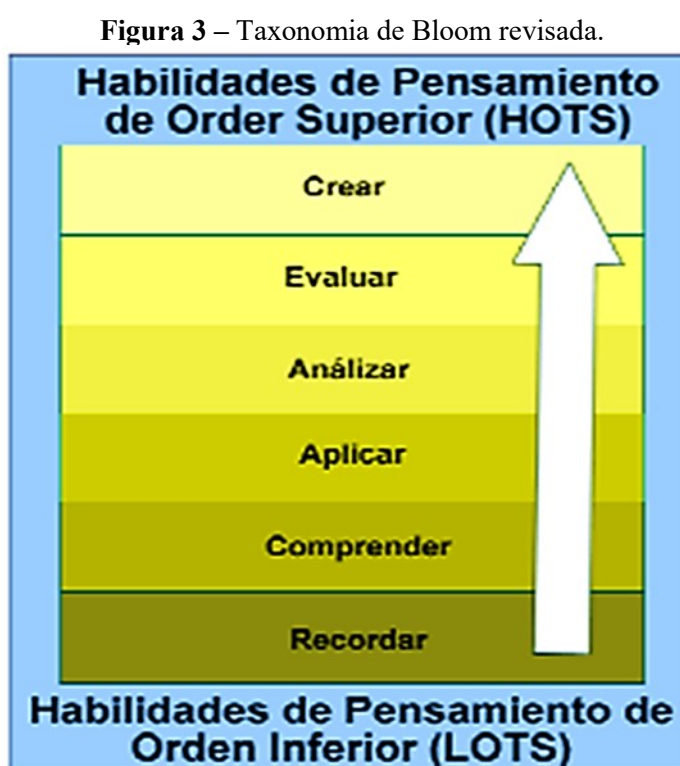 Figura 3 – Taxonomia de Bloom revisada.
Habilidades de Pensamiento
de Order Superior (HOTS)
Crear
Evaluar
Análizar
Aplicar
Comprender
Recordar
Habilidades de Pensamiento de
Orden Inferior (LOTS)